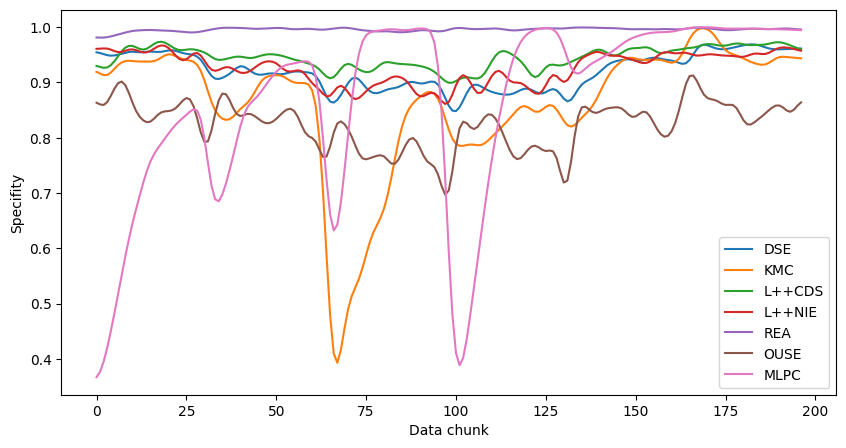 1.0
0.9
0.8
0.7
0.6
0.5
0.4
Specifity
0 25 50 75 100 125 150 175 200
Data chunk
DSE
KMC
L++CDS
L++NIE
REA
OUSE
MLPC